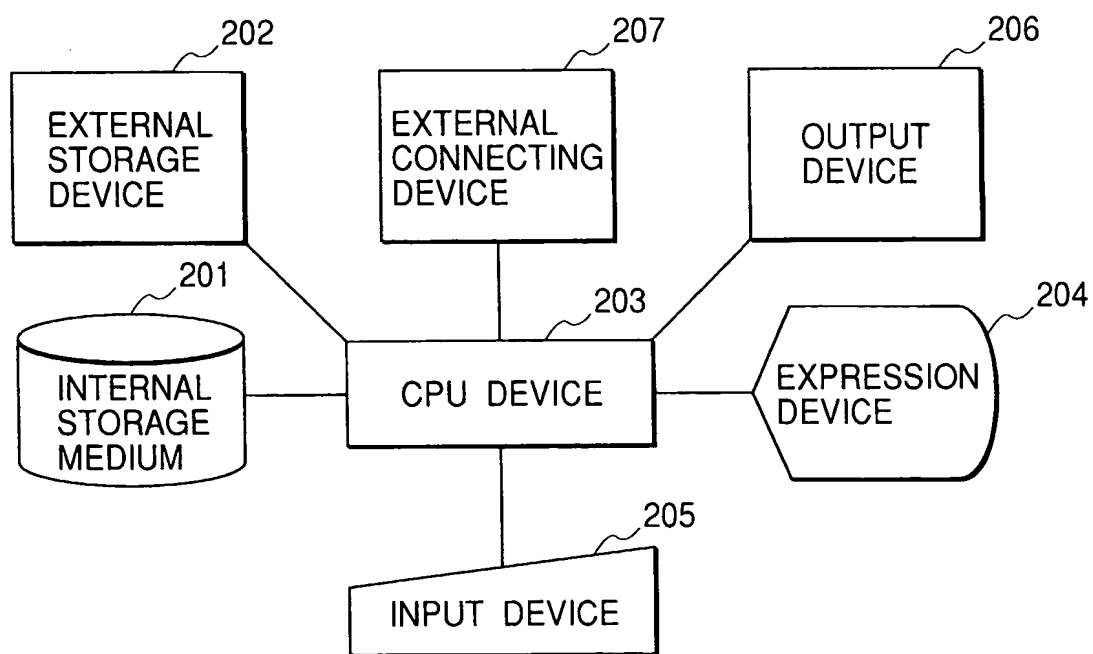 202
EXTERNAL
STORAGE
DEVICE
207
EXTERNAL
CONNECTING
DEVICE
206
OUTPUT
DEVICE
201
INTERNAL
STORAGE
MEDIUM
203
CPU DEVICE
204
EXPRESSION
DEVICE
205
INPUT DEVICE